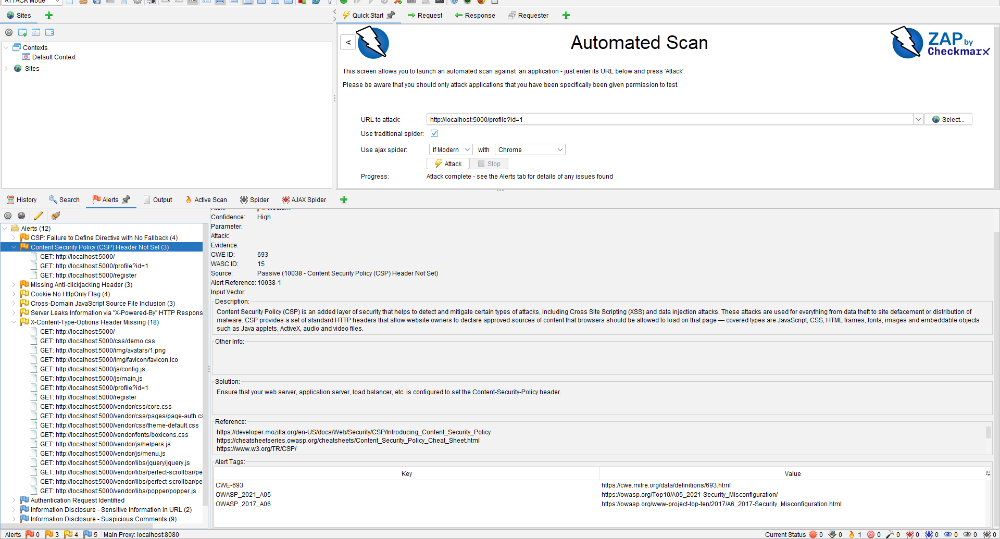 ATTACK Mode
Sites
Quick Start
Request
Response
Requester
Contexts
Default Context
Sites
<
Automated Scan
ZAP by
Checkmarx
This screen allows you to launch an automated scan against  an application - just enter its URL below and press 'Attack'.
Please be aware that you should only attack applications that you have been specifically been given permission to test.
URL to attack:
http://localhost:5000/profile?id=1
Select...
Use traditional spider:
Use ajax spider:
If Modern
with
Chrome
Attack
Stop
Progress:
Attack complete - see the Alerts tab for details of any issues found
History
Search
Alerts
Output
Active Scan
Spider
AJAX Spider
Alerts (12)
CSP: Failure to Define Directive with No Fallback (4)
Content Security Policy (CSP) Header Not Set (3)
GET: http://localhost:5000/
GET: http://localhost:5000/profile?id=1
GET: http://localhost:5000/register
Missing Anti-clickjacking Header (3)
Cookie No HttpOnly Flag (4)
Cross-Domain JavaScript Source File Inclusion (3)
Server Leaks Information via "X-Powered-By" HTTP Respons
X-Content-Type-Options Header Missing (18)
GET: http://localhost:5000/
GET: http://localhost:5000/css/demo.css
GET: http://localhost:5000/img/avatars/1.png
GET: http://localhost:5000/img/favicon/favicon.ico
GET: http://localhost:5000/js/config.js
GET: http://localhost:5000/js/main.js
GET: http://localhost:5000/profile?id=1
GET: http://localhost:5000/register
GET: http://localhost:5000/vendor/css/core.css
GET: http://localhost:5000/vendor/css/pages/page-auth.cs
GET: http://localhost:5000/vendor/css/theme-default.css
GET: http://localhost:5000/vendor/fonts/boxicons.css
GET: http://localhost:5000/vendor/js/helpers.js
GET: http://localhost:5000/vendor/js/menu.js
GET: http://localhost:5000/vendor/libs/jquery/jquery.js
GET: http://localhost:5000/vendor/libs/perfect-scrollbar/pe
GET: http://localhost:5000/vendor/libs/perfect-scrollbar/pe
GET: http://localhost:5000/vendor/libs/popper/popper.js
Authentication Request Identified
Information Disclosure - Sensitive Information in URL (2)
Information Disclosure - Suspicious Comments (9)
Risk: Medium
Confidence: High
Parameter:
Attack:
Evidence:
CWE ID: 693
WASC ID: 15
Source: Passive (10038 - Content Security Policy (CSP) Header Not Set)
Alert Reference: 10038-1
Input Vector:
Description:
Content Security Policy (CSP) is an added layer of security that helps to detect and mitigate certain types of attacks, including Cross Site Scripting (XSS) and data injection attacks. These attacks are used for everything from data theft to site defacement or distribution of
malware. CSP provides a set of standard HTTP headers that allow website owners to declare approved sources of content that browsers should be allowed to load on that page — covered types are JavaScript, CSS, HTML frames, fonts, images and embeddable objects
such as Java applets, ActiveX, audio and video files.
Other Info:
Solution:
Ensure that your web server, application server, load balancer, etc. is configured to set the Content-Security-Policy header.
Reference:
https://developer.mozilla.org/en-US/docs/Web/Security/CSP/Introducing_Content_Security_Policy
https://cheatsheetseries.owasp.org/cheatsheets/Content_Security_Policy_Cheat_Sheet.html
https://www.w3.org/TR/CSP/
Alert Tags:
Key Value
CWE-693 https://cwe.mitre.org/data/definitions/693.html
OWASP_2021_A05 https://owasp.org/Top10/A05_2021-Security_Misconfiguration/
OWASP_2017_A06 https://owasp.org/www-project-top-ten/2017/A6_2017-Security_Misconfiguration.html
Alerts 0 3 4 5 Main Proxy: localhost:8080
Current Status 0 0 1 0 0 0 0 0 0 0